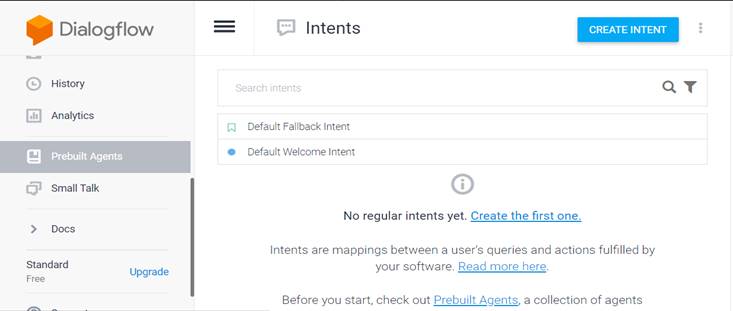 Dialogflow
Intents
CREATE INTENT
History
Analytics
Prebuilt Agents
Small Talk
Docs
Standard
Free
Upgrade
Search intents
Default Fallback Intent
Default Welcome Intent
No regular intents yet. Create the first one.
Intents are mappings between a user's queries and actions fulfilled by
your software. Read more here.
Before you start, check out Prebuilt Agents, a collection of agents